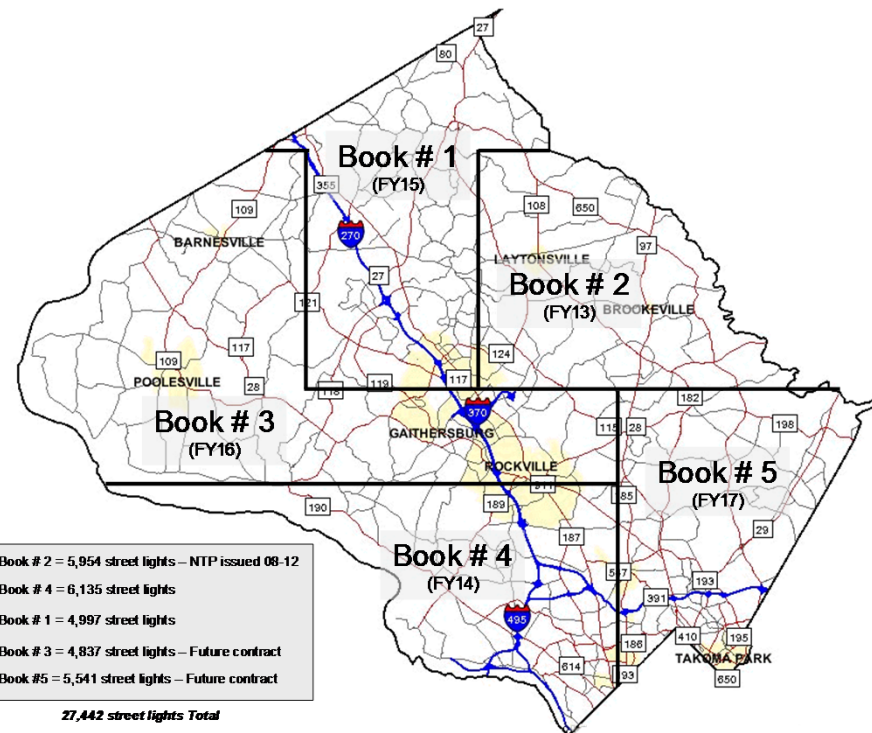 27
80
Book # 1
(FY15)
355
109
270
BARNESVILLE
108
650
97
LAYTONSVILLE
27
Book # 2
(FY13)
BROOKEVILLE
121
117
109
124
POOLESVILLE
28
118
119
117
182
Book # 3
(FY16)
370
GAITHERSBURG
115
28
198
ROCKVILLE
Book # 5
(FY17)
190
189
185
29
187
Book # 4
(FY14)
547
193
391
495
410
195
186
TAKOMA PARK
614
193
650
Book # 2 = 5,954 street lights – NTP issued 08-12
Book # 4 = 6,135 street lights
Book # 1 = 4,997 street lights
Book # 3 = 4,837 street lights – Future contract
Book #5 = 5,541 street lights – Future contract
27,442 street lights Total